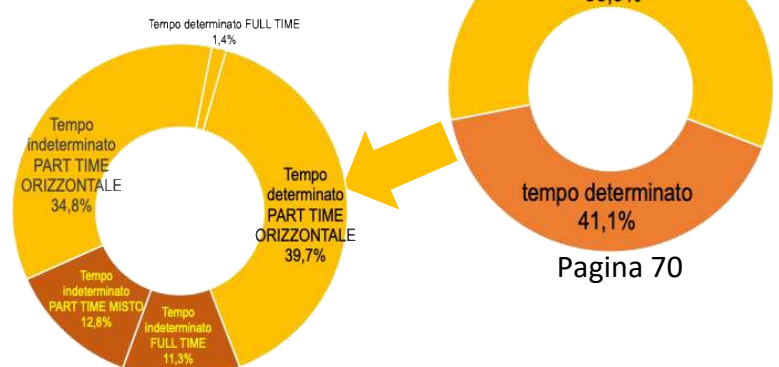 Tempo determinato FULL TIME
1,4%
Tempo
indeterminato
PART TIME
ORIZZONTALE
34,8%
Tempo
determinato
PART TIME
ORIZZONTALE
39,7%
Tempo
indeterminato
PART TIME MISTO
12,8%
Tempo
indeterminato
FULL TIME
11,3%
tempo determinato
41,1%
Pagina 70